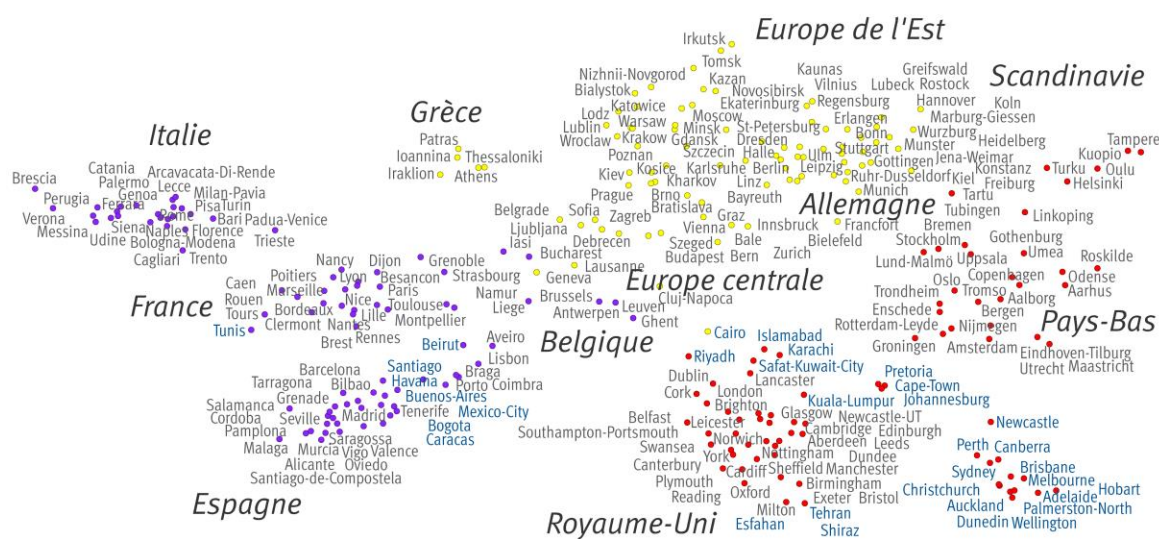 Europe de l'Est
Irkutsk
Tomsk
Nizhnii-Novgorod
Kazan
Kaunas
Greifswald
Scandinavie
Bialystok
Novosibirsk
Vilnius
Lubeck
Rostock
Grèce
Lodz
Katowice
Ekaterinburg
Regensburg
Hannover
Koln
Italie
Lublin
Warsaw
Moscow
Erlangen
Marburg-Giessen
Patras
Wroclaw
Krakow
Minsk
St-Petersburg
Bonn
Wurzburg
Heidelberg
Tampere
Ioannina
Thessaloniki
Poznan
Gdansk
Dresden
Stuttgart
Munster
Kuopio
Catania
Arcavacata-Di-Rende
Iraklion
Athens
Kosice
Szczecin
Halle
Ulm
Gottingen
Jena-Weimar
Konstanz
Turku
Oulu
Brescia
Palermo
Lecce
Kiev
Karlsruhe
Berlin
Leipzig
Ruhr-Dusseldorf
Kiel
Freiburg
Helsinki
Perugia
Genoa
Milan-Pavia
Kharkov
Linz
Munich
Tartu
Ferrara
Pisa
Turin
Prague
Brno
Bayreuth
Allemagne
Tubingen
Linkoping
Verona
Rome
Bari
Padua-Venice
Belgrade
Sofia
Bratislava
Graz
Innsbruck
Francfort
Bremen
Messina
Siena
Naples
Florence
Ljubljana
Zagreb
Vienna
Bale
Bielefeld
Stockholm
Gothenburg
Udine
Bologna-Modena
Trieste
Iasi
Debrecen
Szeged
Zurich
Lund-Malmö
Uppsala
Umea
Roskilde
Cagliari
Trento
Bucharest
Budapest
Bern
Nancy
Dijon
Grenoble
Lausanne
Europe centrale
Oslo
Copenhagen
Odense
Poitiers
Lyon
Besancon
Strasbourg
Geneva
Cluj-Napoca
Trondheim
Tromso
Aarhus
Caen
Marseille
Paris
Namur
Brussels
Leuven
Enschede
Aalborg
France
Rouen
Bordeaux
Nice
Toulouse
Liege
Antwerpen
Ghent
Rotterdam-Leyde
Bergen
Pays-Bas
Tours
Lille
Montpellier
Nijmegen
Tunis
Clermont
Nantes
Rennes
Belgique
Cairo
Islamabad
Groningen
Amsterdam
Eindhoven-Tilburg
Brest
Beirut
Aveiro
Riyadh
Karachi
Utrecht
Maastricht
Lisbon
Safat-Kuwait-City
Pretoria
Barcelona
Santiago
Braga
Dublin
Lancaster
Cape-Town
Tarragona
Bilbao
Havana
Porto
Coimbra
Cork
London
Kuala-Lumpur
Johannesburg
Grenade
Buenos-Aires
Brighton
Salamanca
Madrid
Tenerife
Mexico-City
Belfast
Leicester
Glasgow
Newcastle-UT
Newcastle
Cordoba
Seville
Bogota
Southampton-Portsmouth
Norwich
Cambridge
Edinburgh
Pamplona
Saragossa
Caracas
Swansea
Aberdeen
Leeds
Perth
Canberra
Malaga
Murcia
Vigo
Valence
York
Nottingham
Dundee
Alicante
Oviedo
Canterbury
Cardiff
Sheffield
Manchester
Sydney
Brisbane
Santiago-de-Compostela
Plymouth
Birmingham
Melbourne
Espagne
Reading
Oxford
Exeter
Bristol
Christchurch
Adelaide
Hobart
Royaume-Uni
Milton
Tehran
Auckland
Palmerston-North
Esfahan
Shiraz
Dunedin
Wellington